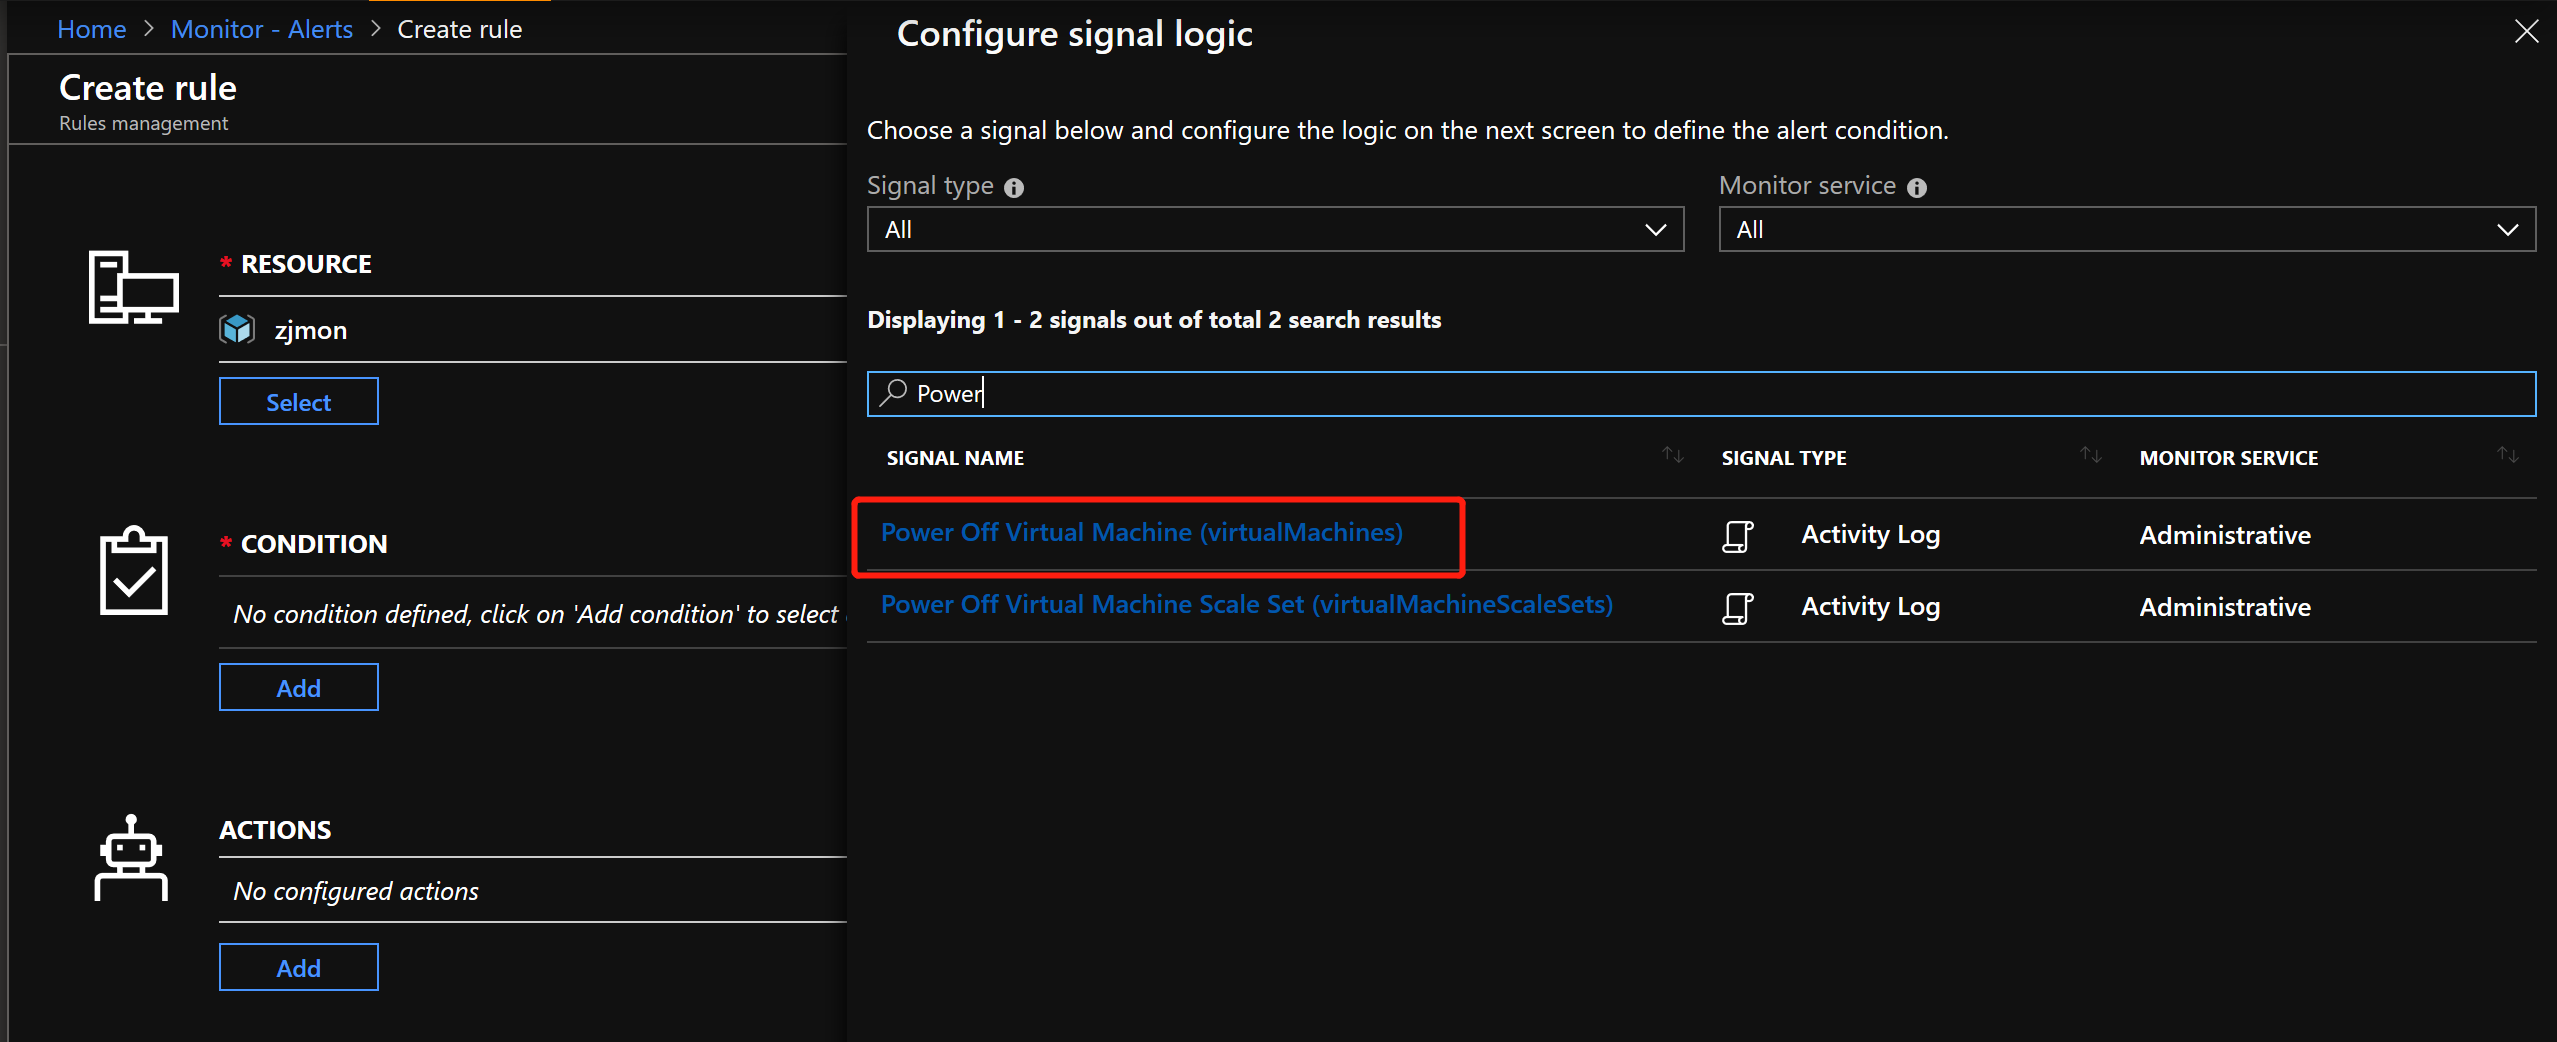 Home > Monitor - Alerts > Create rule
Create rule
Rules management
* RESOURCE
zjmon
Select
* CONDITION
No condition defined, click on 'Add condition' to select
Add
ACTIONS
No configured actions
Add
Configure signal logic
Choose a signal below and configure the logic on the next screen to define the alert condition.
Signal type
Monitor service
All
All
Displaying 1 - 2 signals out of total 2 search results
Power
SIGNAL NAME SIGNAL TYPE MONITOR SERVICE
Power Off Virtual Machine (virtualMachines) Activity Log Administrative
Power Off Virtual Machine Scale Set (virtualMachineScaleSets) Activity Log Administrative